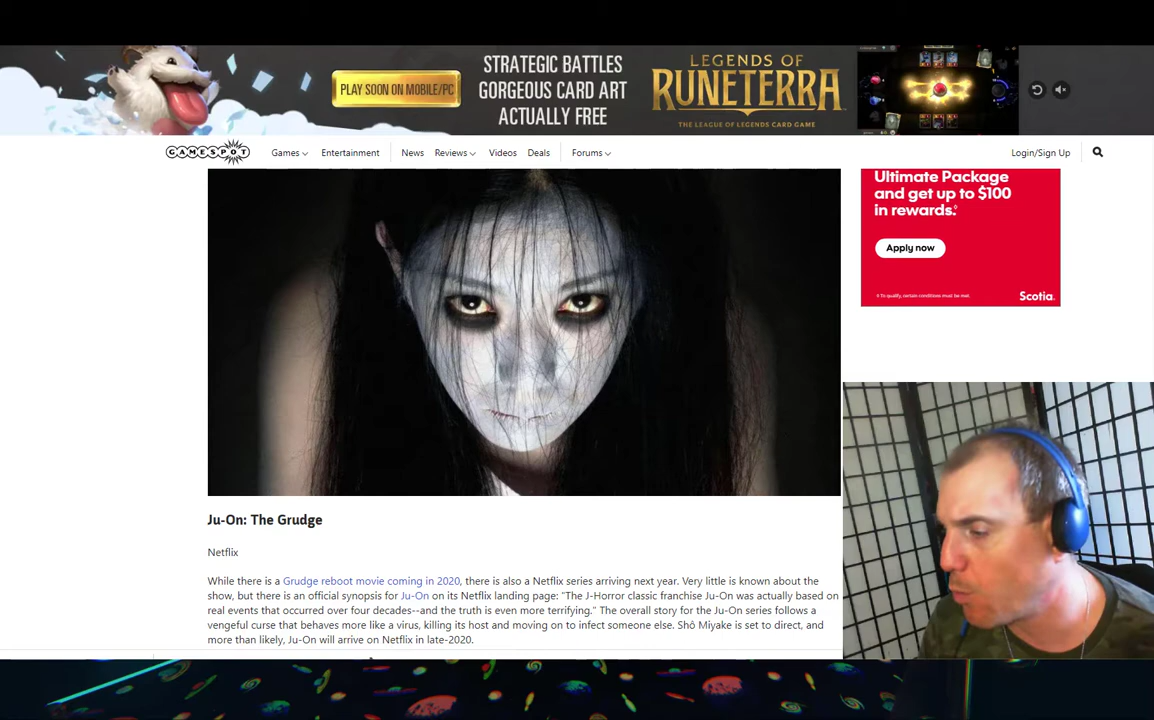 PLAY SOON ON MOBILE/PC
STRATEGIC BATTLES
GORGEOUS CARD ART
ACTUALLY FREE
LEGENDS OF
RUNETERRA
THE LEAGUE OF LEGENDS CARD GAME
GAMESPOT Games Entertainment News Reviews Videos Deals Forums Login/Sign Up
Ultimate Package
and get up to $100
in rewards.◊
Apply now
◊ To qualify, certain conditions must be met.
Scotia.
Ju-On: The Grudge
Netflix
While there is a Grudge reboot movie coming in 2020, there is also a Netflix series arriving next year. Very little is known about the
show, but there is an official synopsis for Ju-On on its Netflix landing page: "The J-Horror classic franchise Ju-On was actually based on
real events that occurred over four decades--and the truth is even more terrifying." The overall story for the Ju-On series follows a
vengeful curse that behaves more like a virus, killing its host and moving on to infect someone else. Shô Miyake is set to direct, and
more than likely, Ju-On will arrive on Netflix in late-2020.